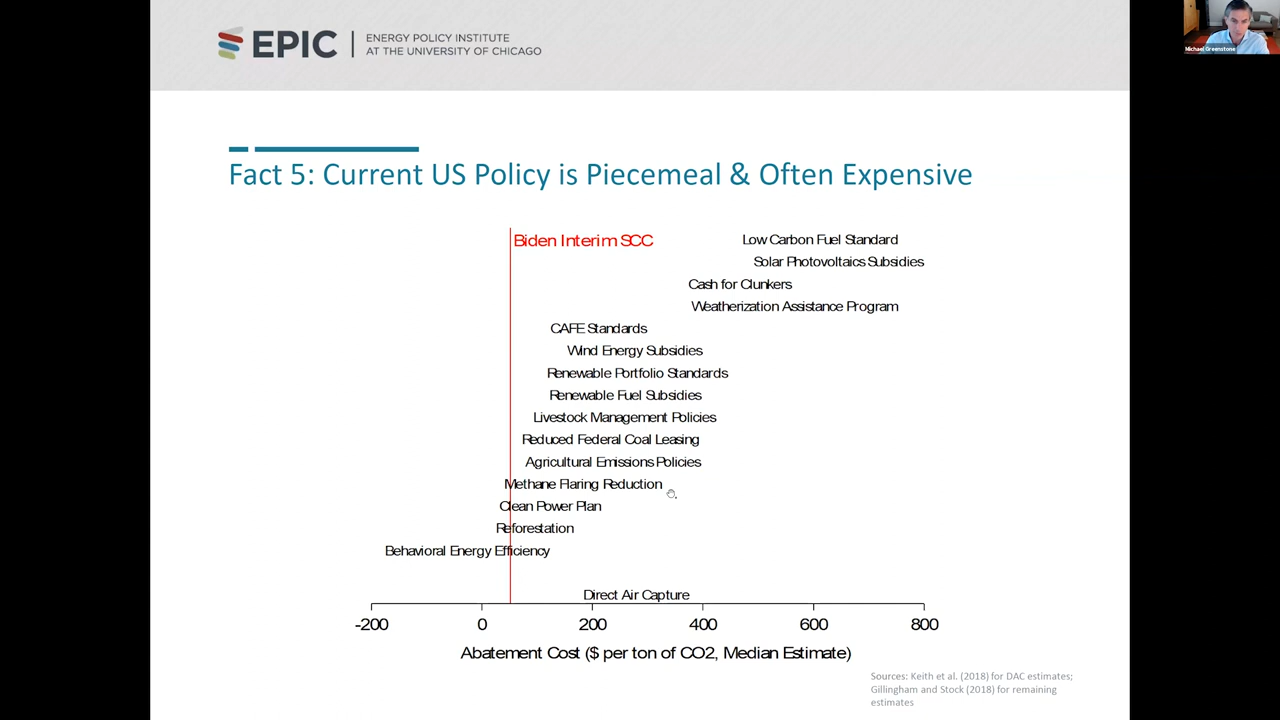 EPIC
ENERGY POLICY INSTITUTE
AT THE UNIVERSITY OF CHICAGO
Michael Greenstone
Fact 5: Current US Policy is Piecemeal & Often Expensive
Biden Interim SCC
Low Carbon Fuel Standard
Solar Photovoltaics Subsidies
Cash for Clunkers
Weatherization Assistance Program
CAFE Standards
Wind Energy Subsidies
Renewable Portfolio Standards
Renewable Fuel Subsidies
Livestock Management Policies
Reduced Federal Coal Leasing
Agricultural Emissions Policies
Methane Flaring Reduction
Clean Power Plan
Reforestation
Behavioral Energy Efficiency
Direct Air Capture
-200 0 200 400 600 800
Abatement Cost ($ per ton of CO2, Median Estimate)
Sources: Keith et al. (2018) for DAC estimates;
Gillingham and Stock (2018) for remaining
estimates